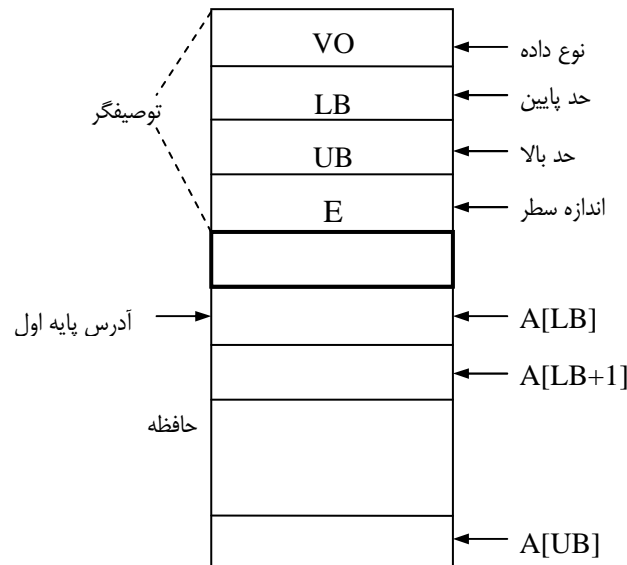 VO
نوع داده
LB
حد پایین
توصیفگر
UB
حد بالا
E
اندازه سطر
آدرس پایه اول
A[LB]
A[LB+1]
حافظه
A[UB]